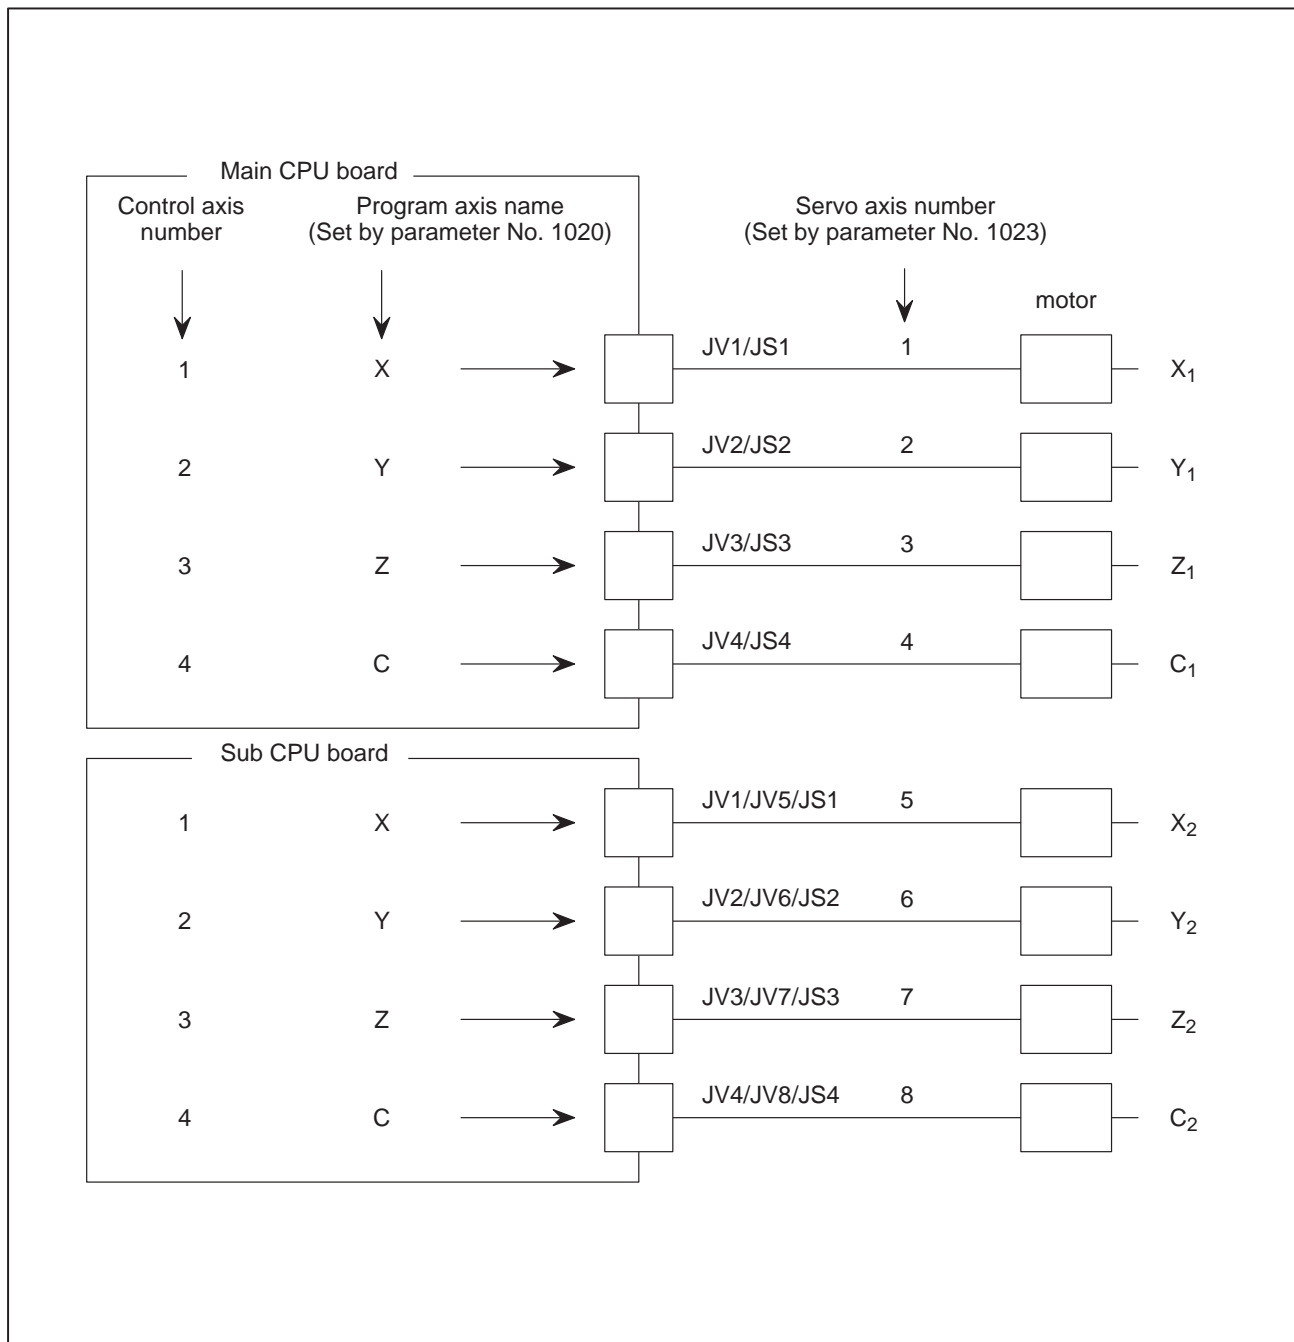 Main CPU board
Control axis number
Program axis name
(Set by parameter No. 1020)
Servo axis number
(Set by parameter No. 1023)
motor
1 X JV1/JS1 1 X1
2 Y JV2/JS2 2 Y1
3 Z JV3/JS3 3 Z1
4 C JV4/JS4 4 C1
Sub CPU board
1 X JV1/JV5/JS1 5 X2
2 Y JV2/JV6/JS2 6 Y2
3 Z JV3/JV7/JS3 7 Z2
4 C JV4/JV8/JS4 8 C2